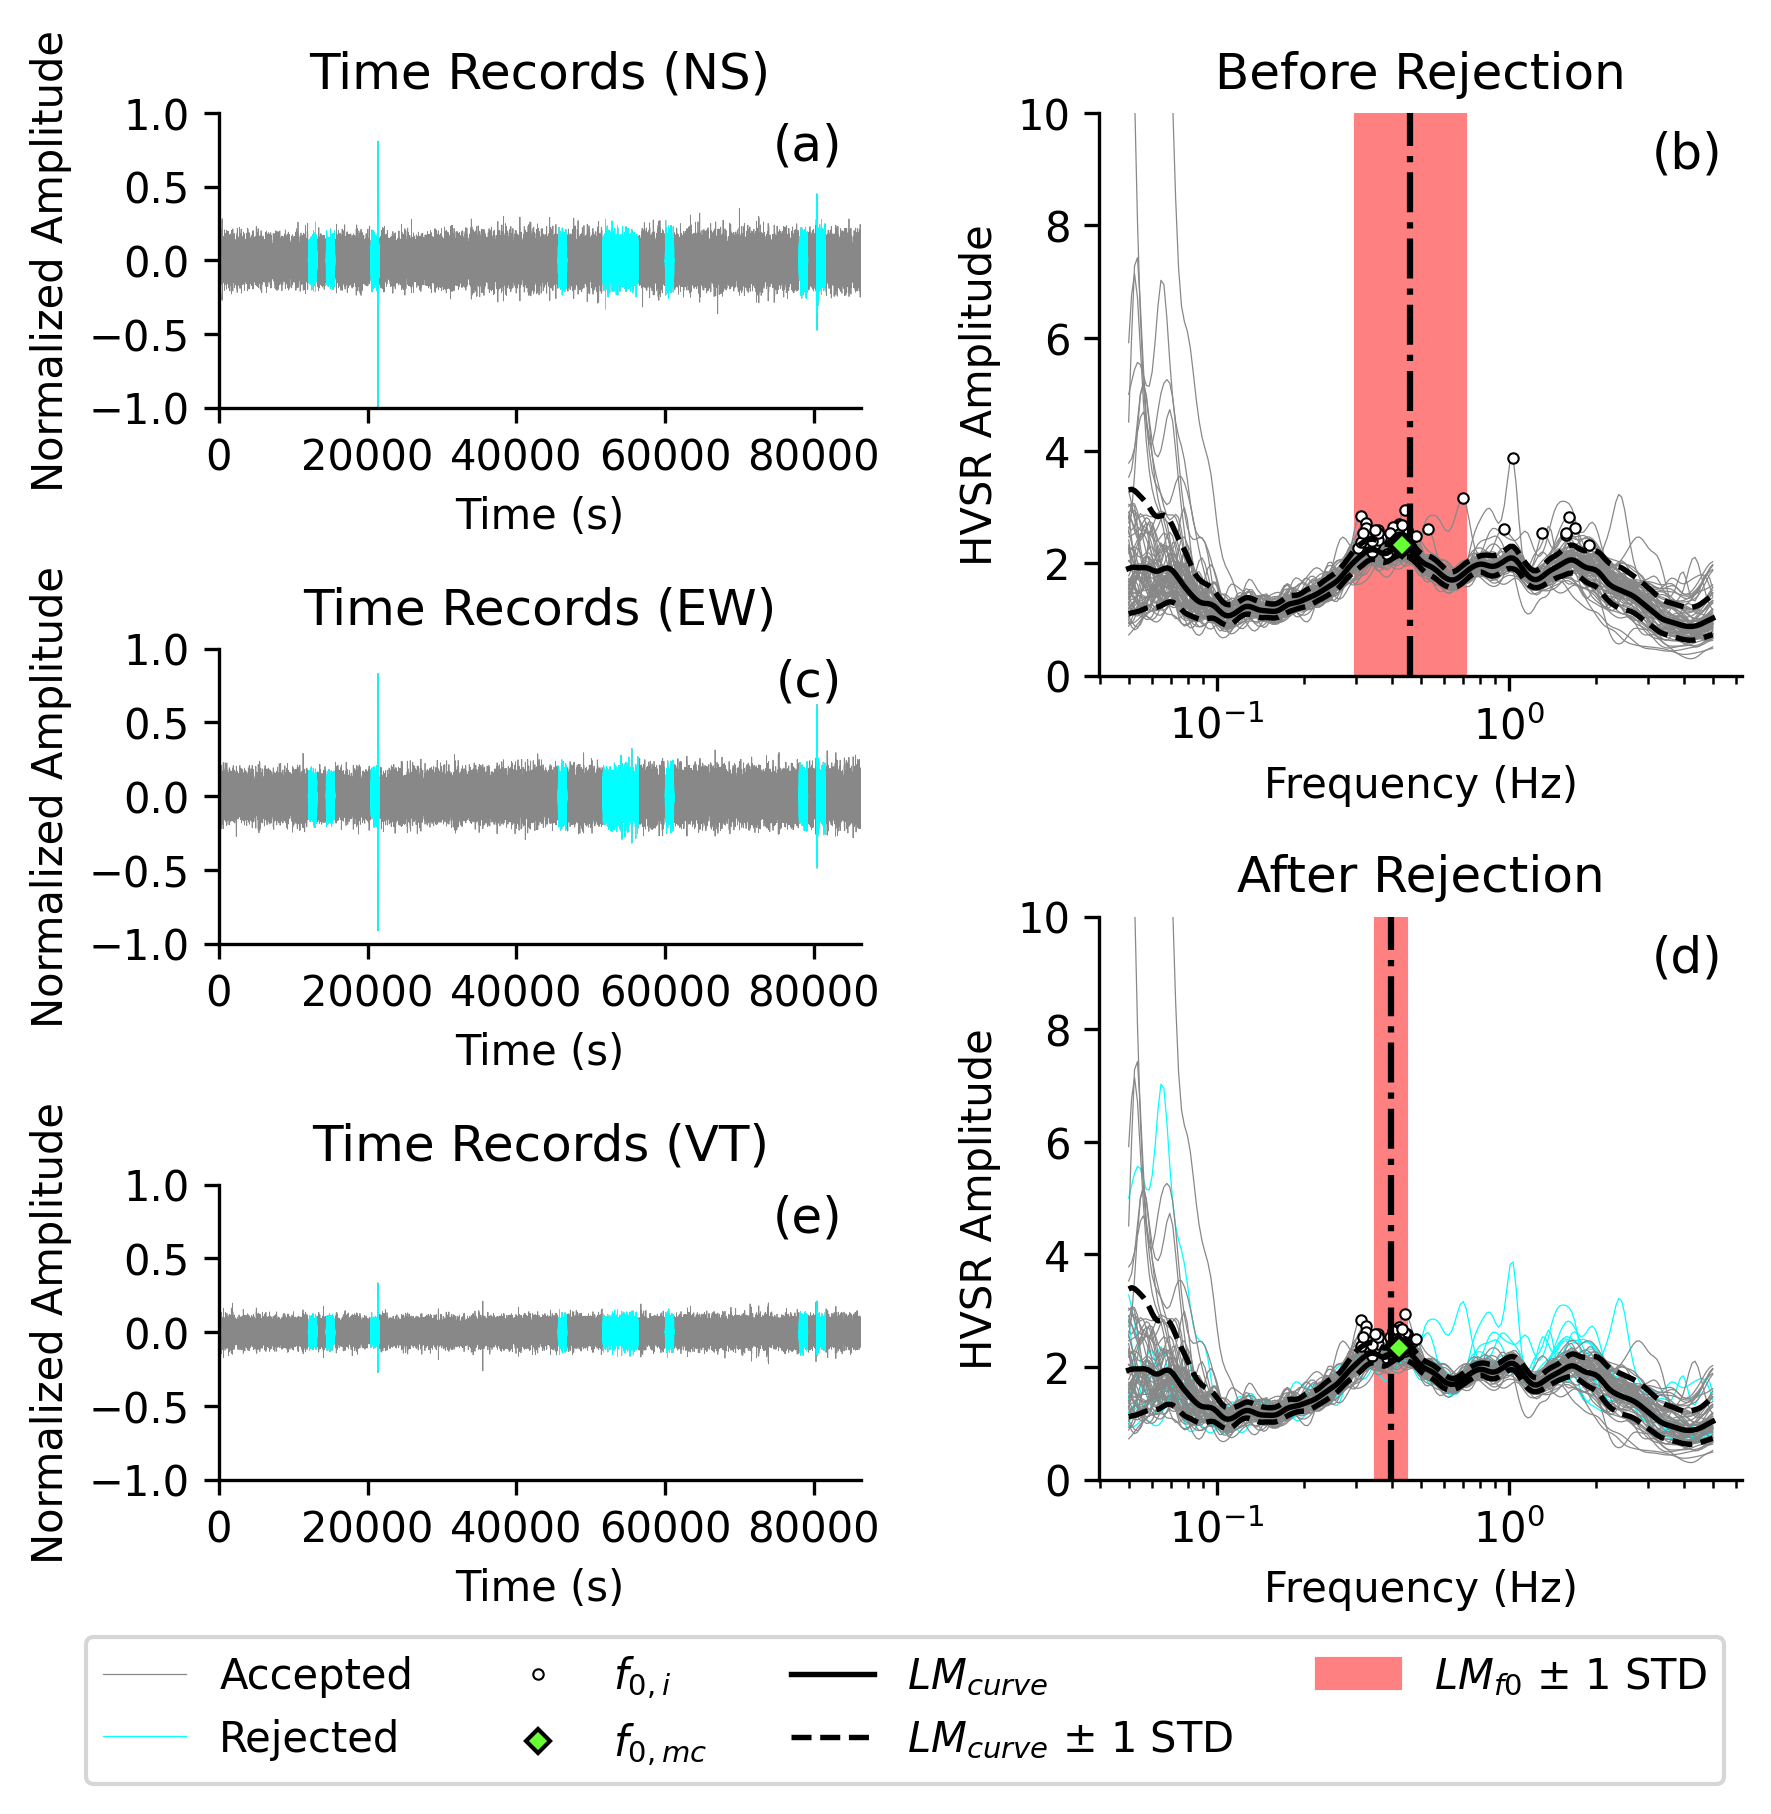 Time Records (NS)
(a)
Normalized Amplitude
1.0
0.5
0.0
−0.5
−1.0
0 20000 40000 60000 80000
Time (s)
Before Rejection
(b)
HVSR Amplitude
10
8
6
4
2
0
10⁻¹ 10⁰
Frequency (Hz)
Time Records (EW)
(c)
Normalized Amplitude
1.0
0.5
0.0
−0.5
−1.0
0 20000 40000 60000 80000
Time (s)
After Rejection
(d)
HVSR Amplitude
10
8
6
4
2
0
10⁻¹ 10⁰
Frequency (Hz)
Time Records (VT)
(e)
Normalized Amplitude
1.0
0.5
0.0
−0.5
−1.0
0 20000 40000 60000 80000
Time (s)
Accepted
Rejected
f0,i
f0,mc
LMcurve
LMcurve ± 1 STD
LMf0 ± 1 STD